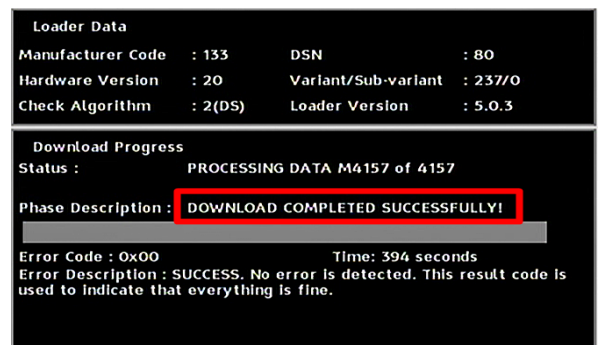 Loader Data
Manufacturer Code : 133 DSN : 80
Hardware Version : 20 Variant/Sub-variant : 237/0
Check Algorithm : 2(DS) Loader Version : 5.0.3
Download Progress
Status : PROCESSING DATA M4157 of 4157
Phase Description : DOWNLOAD COMPLETED SUCCESSFULLY!
Error Code : 0x00 Time: 394 seconds
Error Description : SUCCESS. No error is detected. This result code is
used to indicate that everything is fine.